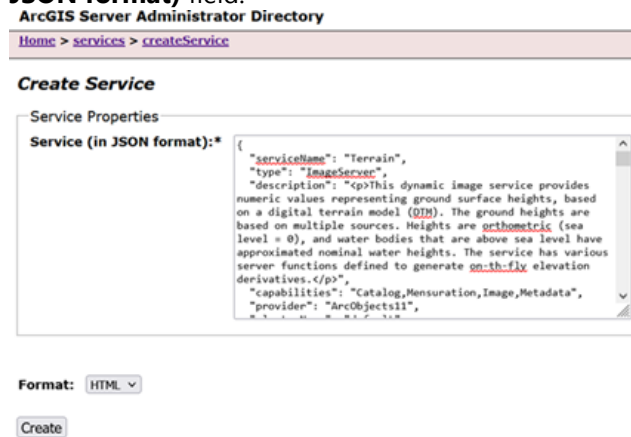 JSON format) field.
ArcGIS Server Administrator Directory
Home > services > createService
Create Service
Service Properties
Service (in JSON format):*
{
"serviceName": "Terrain",
"type": "ImageServer",
"description": "<p>This dynamic image service provides
numeric values representing ground surface heights, based
on a digital terrain model (DTM). The ground heights are
based on multiple sources. Heights are orthometric (sea
level = 0), and water bodies that are above sea level have
approximated nominal water heights. The service has various
server functions defined to generate on-th-fly elevation
derivatives.</p>",
"capabilities": "Catalog,Mensuration,Image,Metadata",
"provider": "ArcObjects11",
Format: HTML
Create